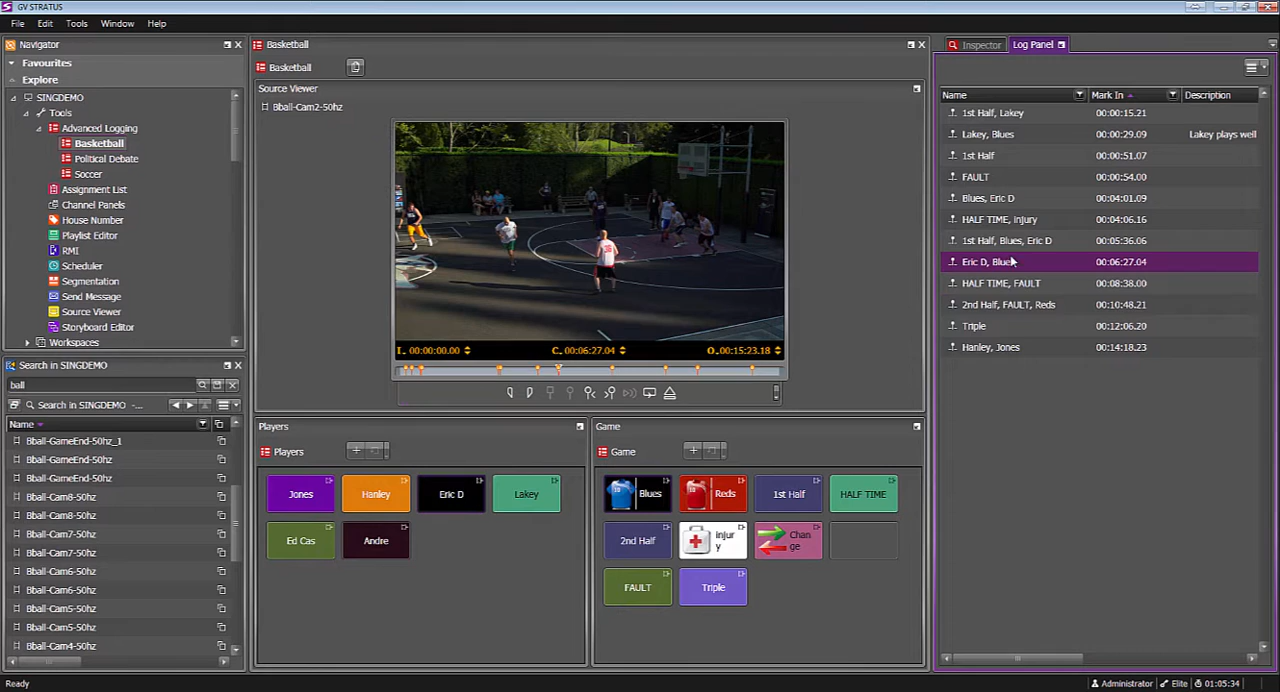 GV STRATUS
File Edit Tools Window Help
Navigator
Favourites
Explore
SINGDEMO
Tools
Advanced Logging
Basketball
Political Debate
Soccer
Assignment List
Channel Panels
House Number
Playlist Editor
RMI
Scheduler
Segmentation
Send Message
Source Viewer
Storyboard Editor
Workspaces
Search in SINGDEMO
ball
Search in SINGDEMO -...
Name
Bball-GameEnd-50hz_1
Bball-GameEnd-50hz
Bball-GameEnd-50hz
Bball-Cam8-50hz
Bball-Cam8-50hz
Bball-Cam7-50hz
Bball-Cam7-50hz
Bball-Cam6-50hz
Bball-Cam6-50hz
Bball-Cam5-50hz
Bball-Cam5-50hz
Bball-Cam4-50hz
Basketball
Basketball
Source Viewer
Bball-Cam2-50hz
I. 00:00:00.00 C. 00:06:27.04 O. 00:15:23.18
Players
Players
Jones Hanley Eric D Lakey
Ed Cas Andre
Game
Game
Blues Reds 1st Half HALF TIME
2nd Half Injur
y Chan
ge
FAULT Triple
Inspector Log Panel
Name Mark In Description
1st Half, Lakey 00:00:15.21
Lakey, Blues 00:00:29.09 Lakey plays well
1st Half 00:00:51.07
FAULT 00:00:54.00
Blues, Eric D 00:04:01.09
HALF TIME, Injury 00:04:06.16
1st Half, Blues, Eric D 00:05:36.06
Eric D, Blues 00:06:27.04
HALF TIME, FAULT 00:08:38.00
2nd Half, FAULT, Reds 00:10:48.21
Triple 00:12:06.20
Hanley, Jones 00:14:18.23
Ready
Administrator Elite 01:05:34